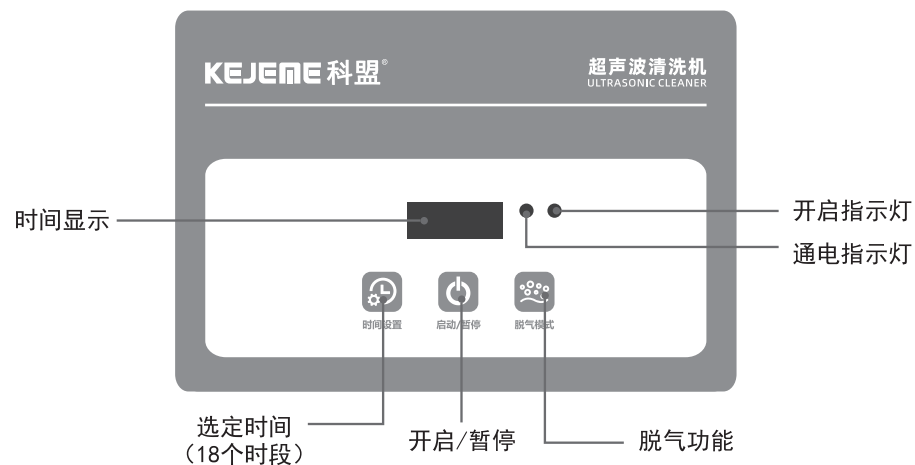 KEJEME科盟®
超声波清洗机
ULTRASONIC CLEANER
时间显示
开启指示灯
通电指示灯
时间设置
启动/暂停
脱气模式
选定时间
（18个时段）
开启/暂停
脱气功能